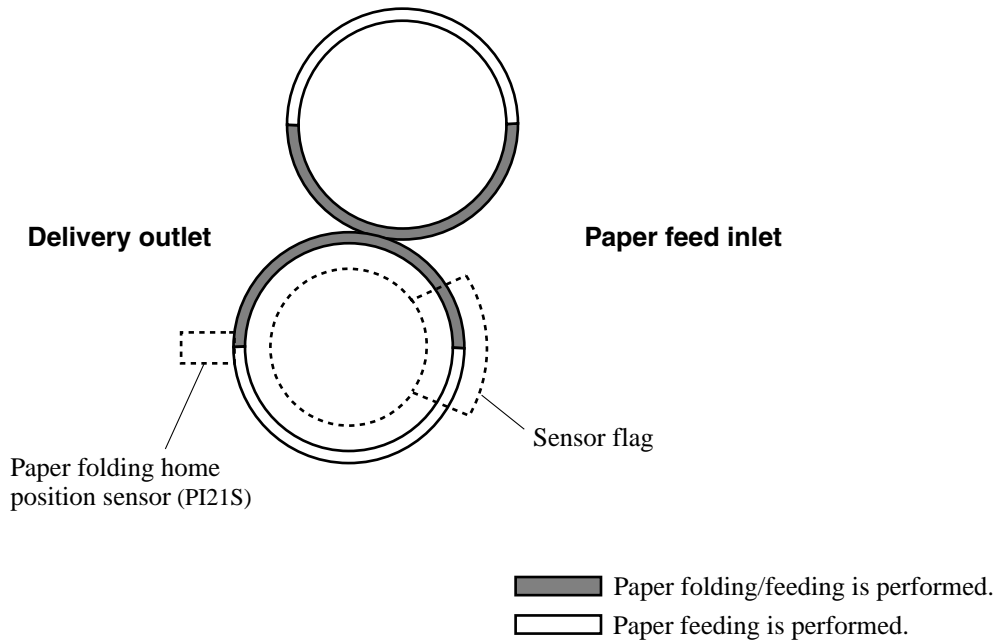 Delivery outlet
Paper feed inlet
Sensor flag
Paper folding home
position sensor (PI21S)
Paper folding/feeding is performed.
Paper feeding is performed.